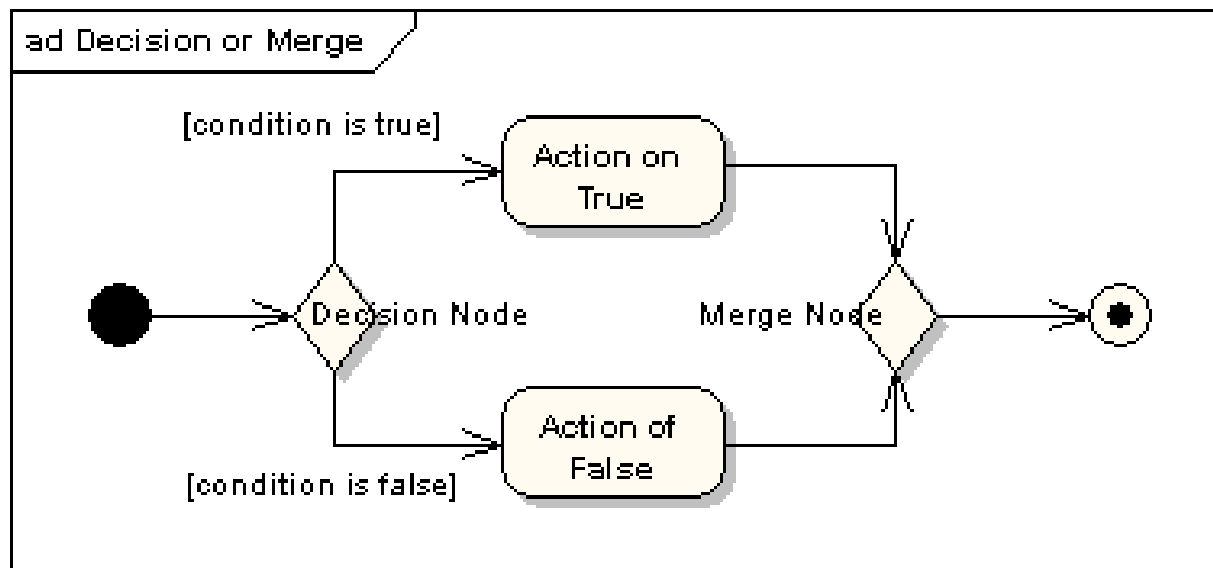 ad Decision or Merge
[condition is true]
Action on
True
Decision Node
Merge Node
Action of
False
[condition is false]